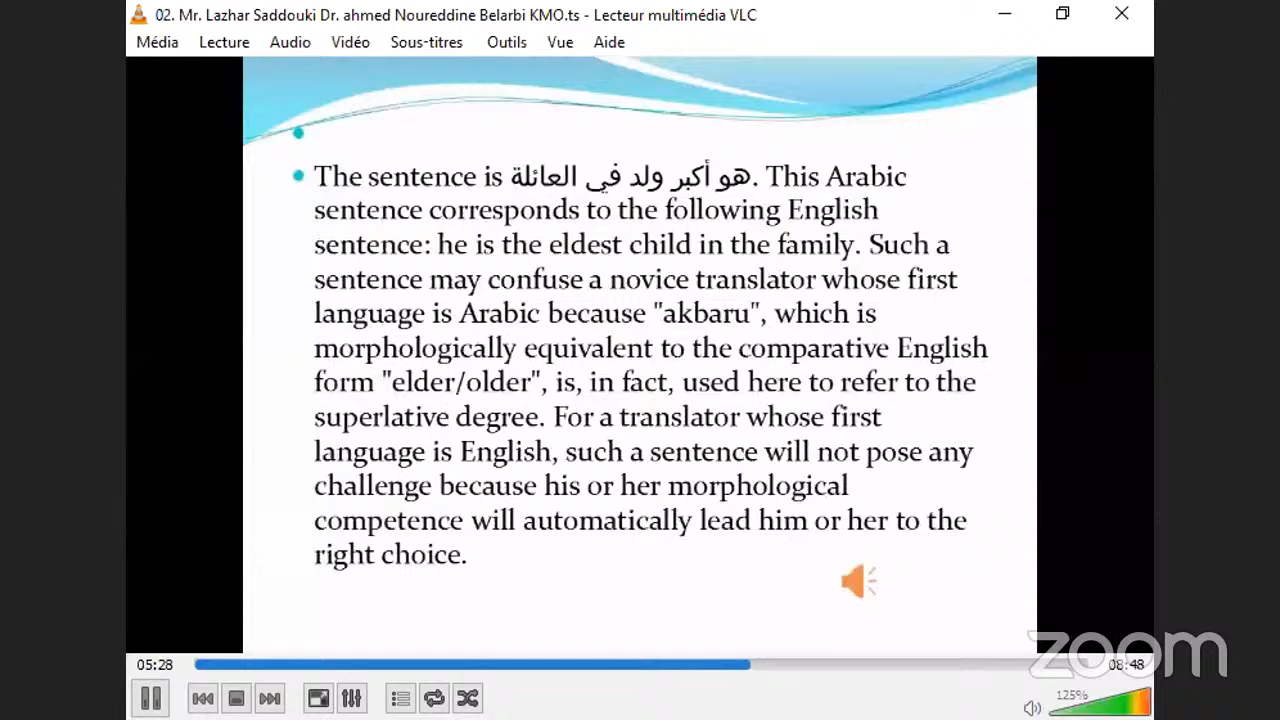 02. Mr. Lazhar Saddouki Dr. ahmed Noureddine Belarbi KMO.ts - Lecteur multimédia VLC
Média Lecture Audio Vidéo Sous-titres Outils Vue Aide
The sentence is هو أكبر ولد في العائلة. This Arabic
sentence corresponds to the following English
sentence: he is the eldest child in the family. Such a
sentence may confuse a novice translator whose first
language is Arabic because "akbaru", which is
morphologically equivalent to the comparative English
form "elder/older", is, in fact, used here to refer to the
superlative degree. For a translator whose first
language is English, such a sentence will not pose any
challenge because his or her morphological
competence will automatically lead him or her to the
right choice.
05:28 08:48
zoom
125%